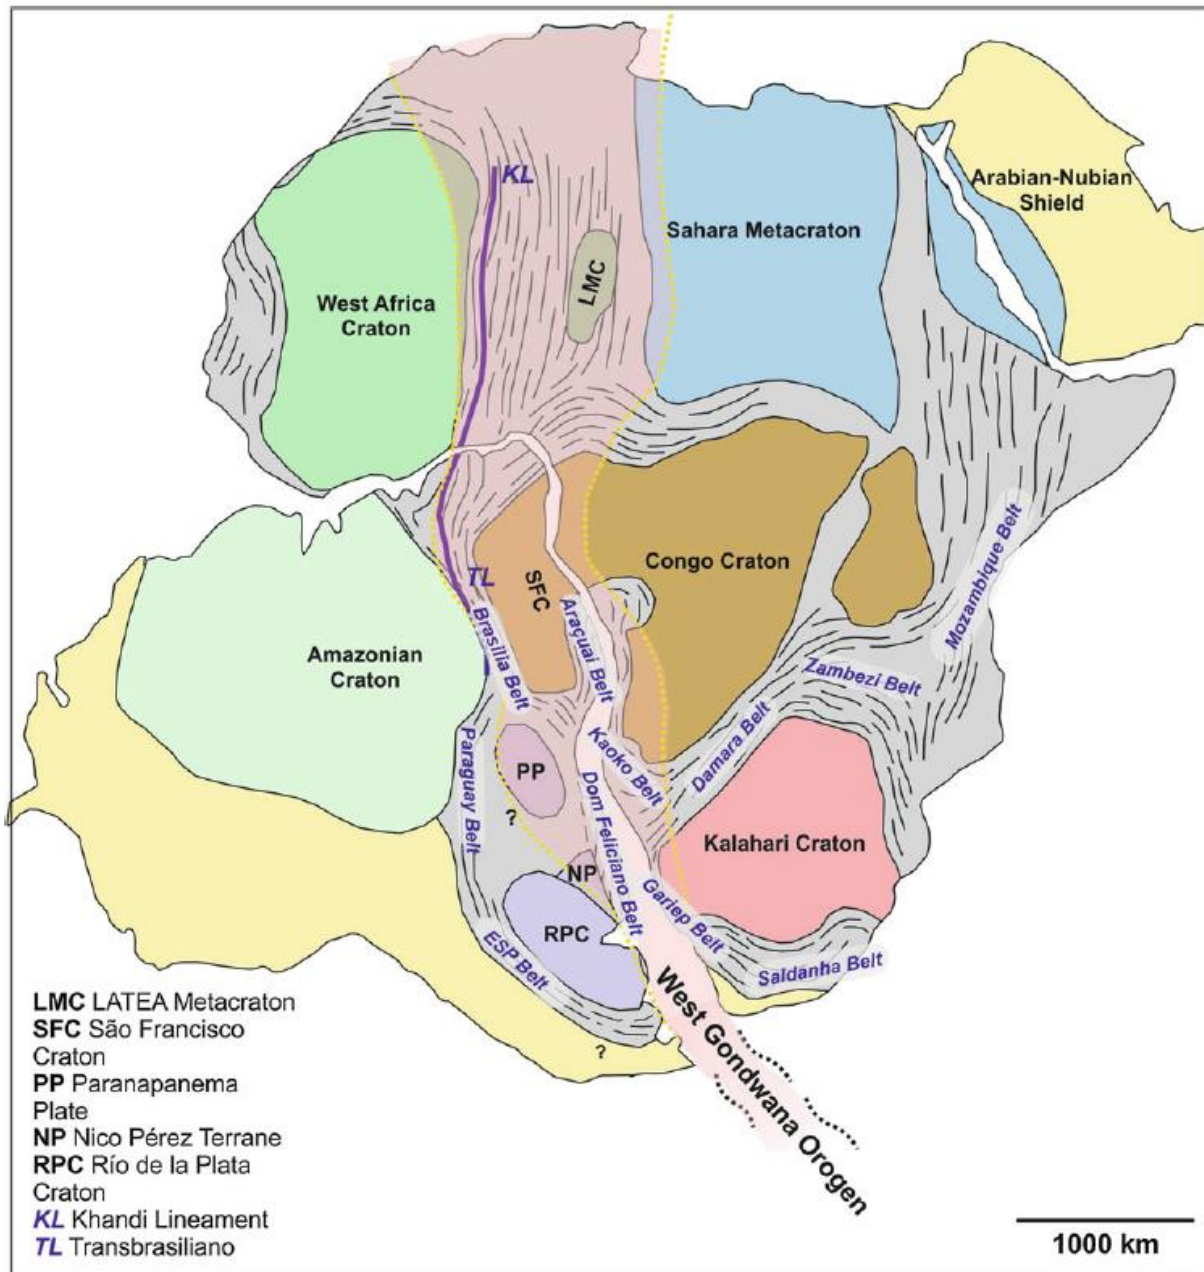 KL
Arabian-Nubian
Shield
Sahara Metacraton
LMC
West Africa
Craton
Congo Craton
Mozambique Belt
TL
SFC
Araçuai Belt
Brasília Belt
Amazonian
Craton
Zambezi Belt
Damara Belt
Kaoko Belt
Paraguay Belt
PP
Dom Feliciano Belt
?
Kalahari Craton
NP
Gariep Belt
RPC
ESP Belt
Saldanha Belt
West Gondwana Orogen
?
LMC LATEA Metacraton
SFC São Francisco
Craton
PP Paranapanema
Plate
NP Nico Pérez Terrane
RPC Río de la Plata
Craton
KL Khandi Lineament
TL Transbrasiliano
1000 km